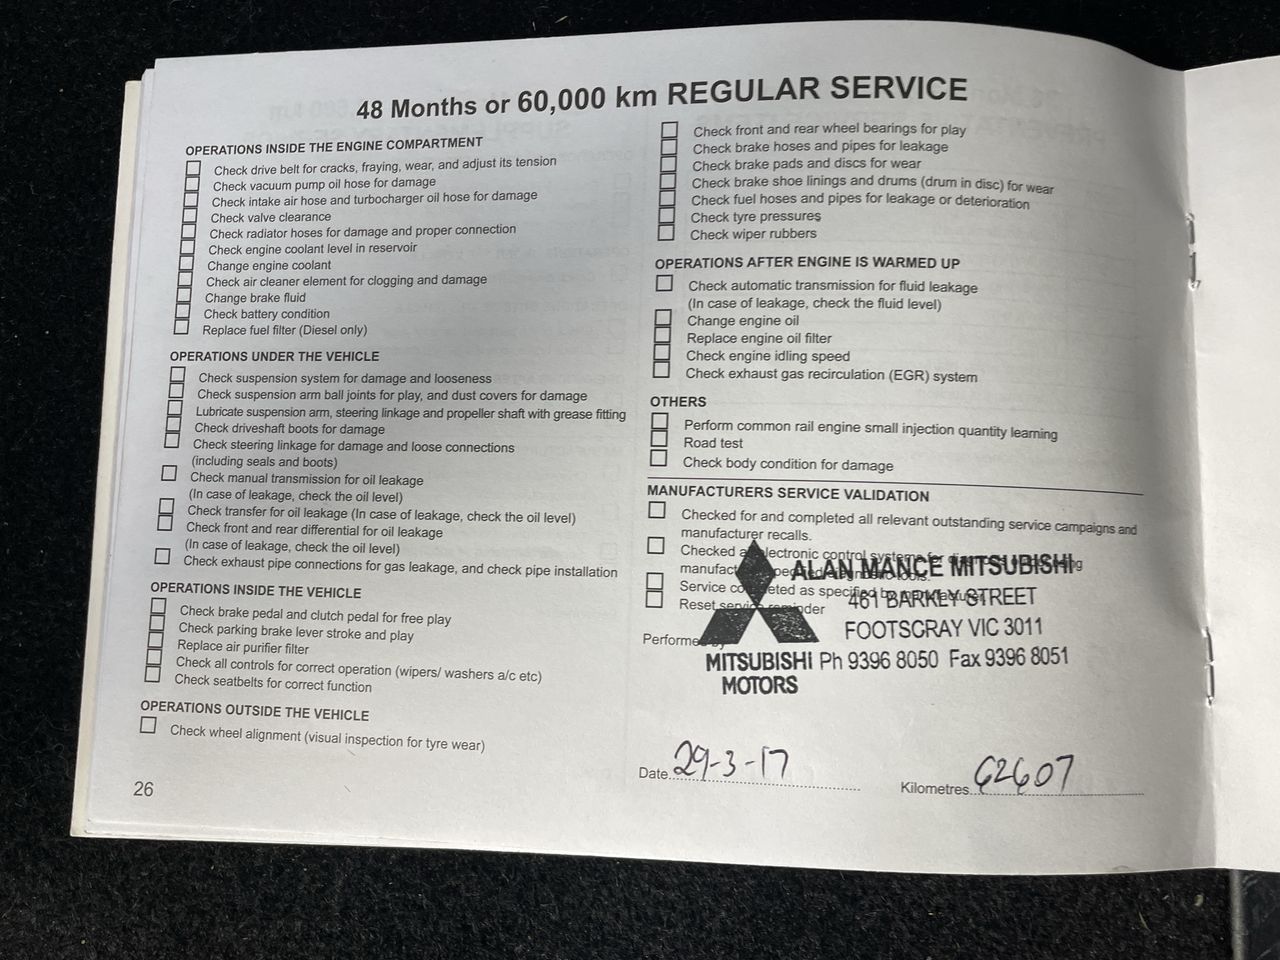 48 Months or 60,000 km REGULAR SERVICE
OPERATIONS INSIDE THE ENGINE COMPARTMENT
Check drive belt for cracks, fraying, wear, and adjust its tension
Check vacuum pump oil hose for damage
Check intake air hose and turbocharger oil hose for damage
Check valve clearance
Check radiator hoses for damage and proper connection
Check engine coolant level in reservoir
Change engine coolant
Check air cleaner element for clogging and damage
Change brake fluid
Check battery condition
Replace fuel filter (Diesel only)
OPERATIONS UNDER THE VEHICLE
Check suspension system for damage and looseness
Check suspension arm ball joints for play, and dust covers for damage
Lubricate suspension arm, steering linkage and propeller shaft with grease fitting
Check driveshaft boots for damage
Check steering linkage for damage and loose connections
(including seals and boots)
Check manual transmission for oil leakage
(In case of leakage, check the oil level)
Check transfer for oil leakage (In case of leakage, check the oil level)
Check front and rear differential for oil leakage
(In case of leakage, check the oil level)
Check exhaust pipe connections for gas leakage, and check pipe installation
OPERATIONS INSIDE THE VEHICLE
Check brake pedal and clutch pedal for free play
Check parking brake lever stroke and play
Replace air purifier filter
Check all controls for correct operation (wipers/ washers a/c etc)
Check seatbelts for correct function
OPERATIONS OUTSIDE THE VEHICLE
Check wheel alignment (visual inspection for tyre wear)
26
Check front and rear wheel bearings for play
Check brake hoses and pipes for leakage
Check brake pads and discs for wear
Check brake shoe linings and drums (drum in disc) for wear
Check fuel hoses and pipes for leakage or deterioration
Check tyre pressures
Check wiper rubbers
OPERATIONS AFTER ENGINE IS WARMED UP
Check automatic transmission for fluid leakage
(In case of leakage, check the fluid level)
Change engine oil
Replace engine oil filter
Check engine idling speed
Check exhaust gas recirculation (EGR) system
OTHERS
Perform common rail engine small injection quantity learning
Road test
Check body condition for damage
MANUFACTURERS SERVICE VALIDATION
Checked for and completed all relevant outstanding service campaigns and
manufacturer recalls.
Checked electronic control systems for
tools.
Service completed as specified by manufacturer
Reset service reminder
Performed by
ALAN MANCE MITSUBISHI
461 BARKLY STREET
FOOTSCRAY VIC 3011
MITSUBISHI Ph 9396 8050 Fax 9396 8051
MOTORS
Date 29-3-17
Kilometres 62607